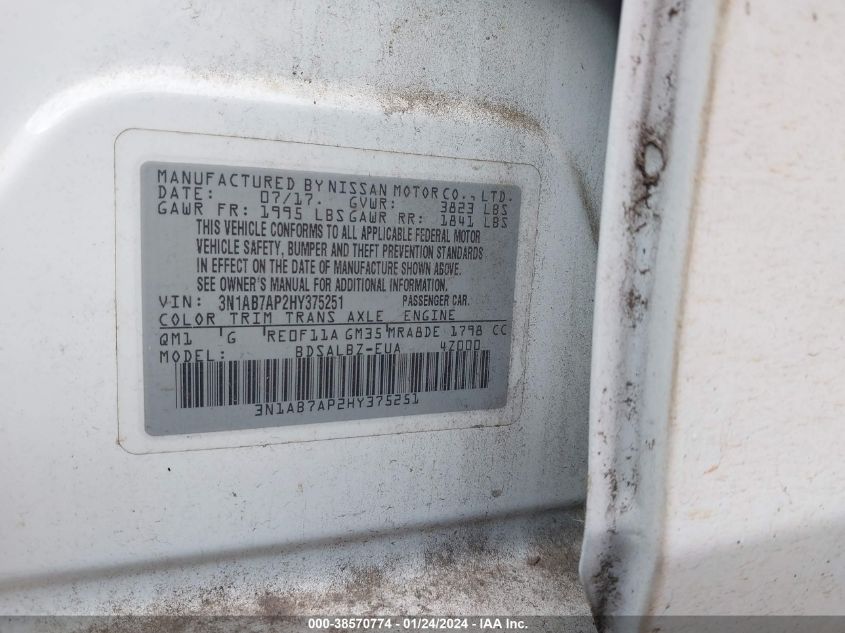 MANUFACTURED BY NISSAN MOTOR CO., LTD.
DATE: 07/17. GVWR: 3823 LBS
GAWR FR: 1995 LBS GAWR RR: 1841 LBS
THIS VEHICLE CONFORMS TO ALL APPLICABLE FEDERAL MOTOR
VEHICLE SAFETY, BUMPER AND THEFT PREVENTION STANDARDS
IN EFFECT ON THE DATE OF MANUFACTURE SHOWN ABOVE.
SEE OWNER'S MANUAL FOR ADDITIONAL INFORMATION.
VIN: 3N1AB7AP2HY375251 PASSENGER CAR.
COLOR TRIM TRANS AXLE ENGINE
QM1 G RE0F11A GM35 MRA8DE 1798 CC
MODEL: BDSALBZ-EUA 4Z000
3N1AB7AP2HY375251
000-38570774 - 01/24/2024 - IAA Inc.